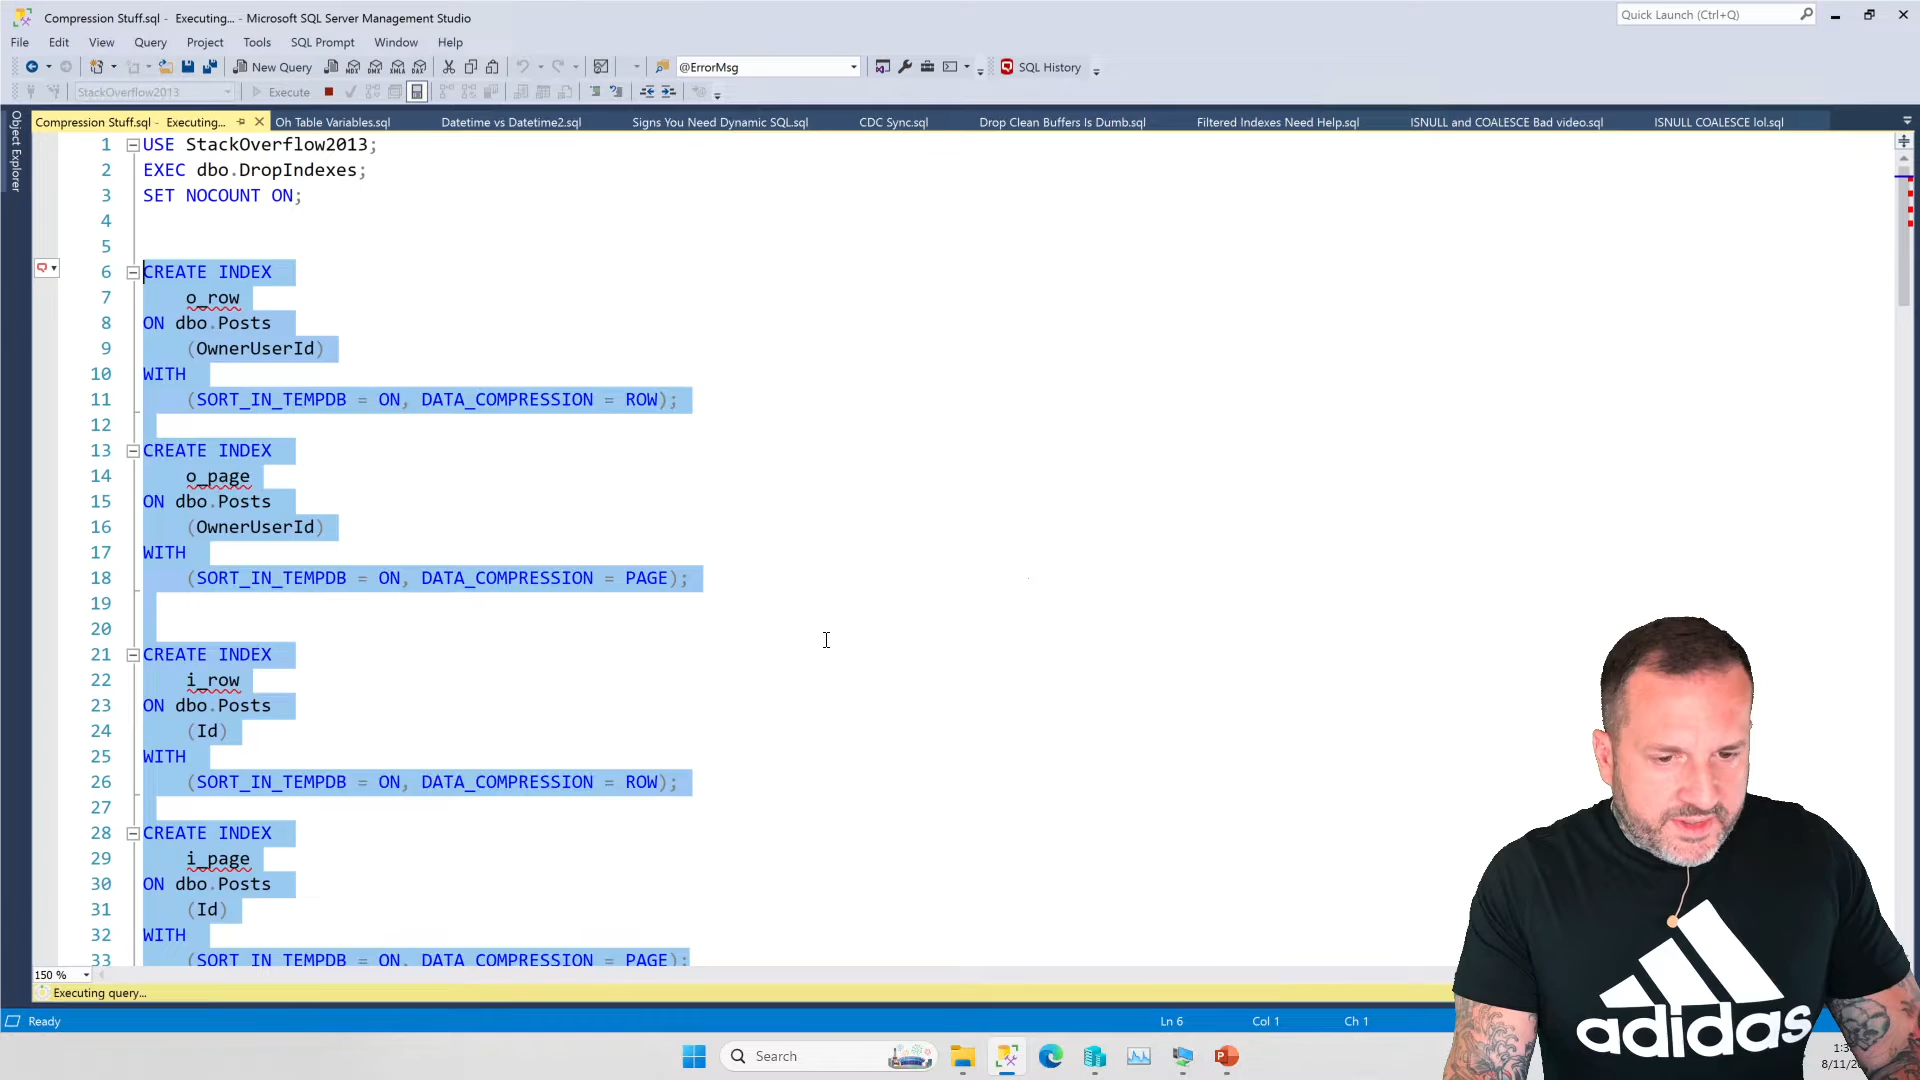 Compression Stuff.sql - Executing... - Microsoft SQL Server Management Studio
Quick Launch (Ctrl+Q)
File Edit View Query Project Tools SQL Prompt Window Help
New Query
@ErrorMsg
SQL History
StackOverflow2013
Execute
Compression Stuff.sql - Executing...
Oh Table Variables.sql
Datetime vs Datetime2.sql
Signs You Need Dynamic SQL.sql
CDC Sync.sql
Drop Clean Buffers Is Dumb.sql
Filtered Indexes Need Help.sql
ISNULL and COALESCE Bad video.sql
ISNULL COALESCE lol.sql
Object Explorer
1 USE StackOverflow2013;
2 EXEC dbo.DropIndexes;
3 SET NOCOUNT ON;
4
5
6 CREATE INDEX
7 o_row
8 ON dbo.Posts
9 (OwnerUserId)
10 WITH
11 (SORT_IN_TEMPDB = ON, DATA_COMPRESSION = ROW);
12
13 CREATE INDEX
14 o_page
15 ON dbo.Posts
16 (OwnerUserId)
17 WITH
18 (SORT_IN_TEMPDB = ON, DATA_COMPRESSION = PAGE);
19
20
21 CREATE INDEX
22 i_row
23 ON dbo.Posts
24 (Id)
25 WITH
26 (SORT_IN_TEMPDB = ON, DATA_COMPRESSION = ROW);
27
28 CREATE INDEX
29 i_page
30 ON dbo.Posts
31 (Id)
32 WITH
33 (SORT_IN_TEMPDB = ON, DATA_COMPRESSION = PAGE);
150 %
Executing query...
Ready
Ln 6
Col 1
Ch 1
Search
adidas